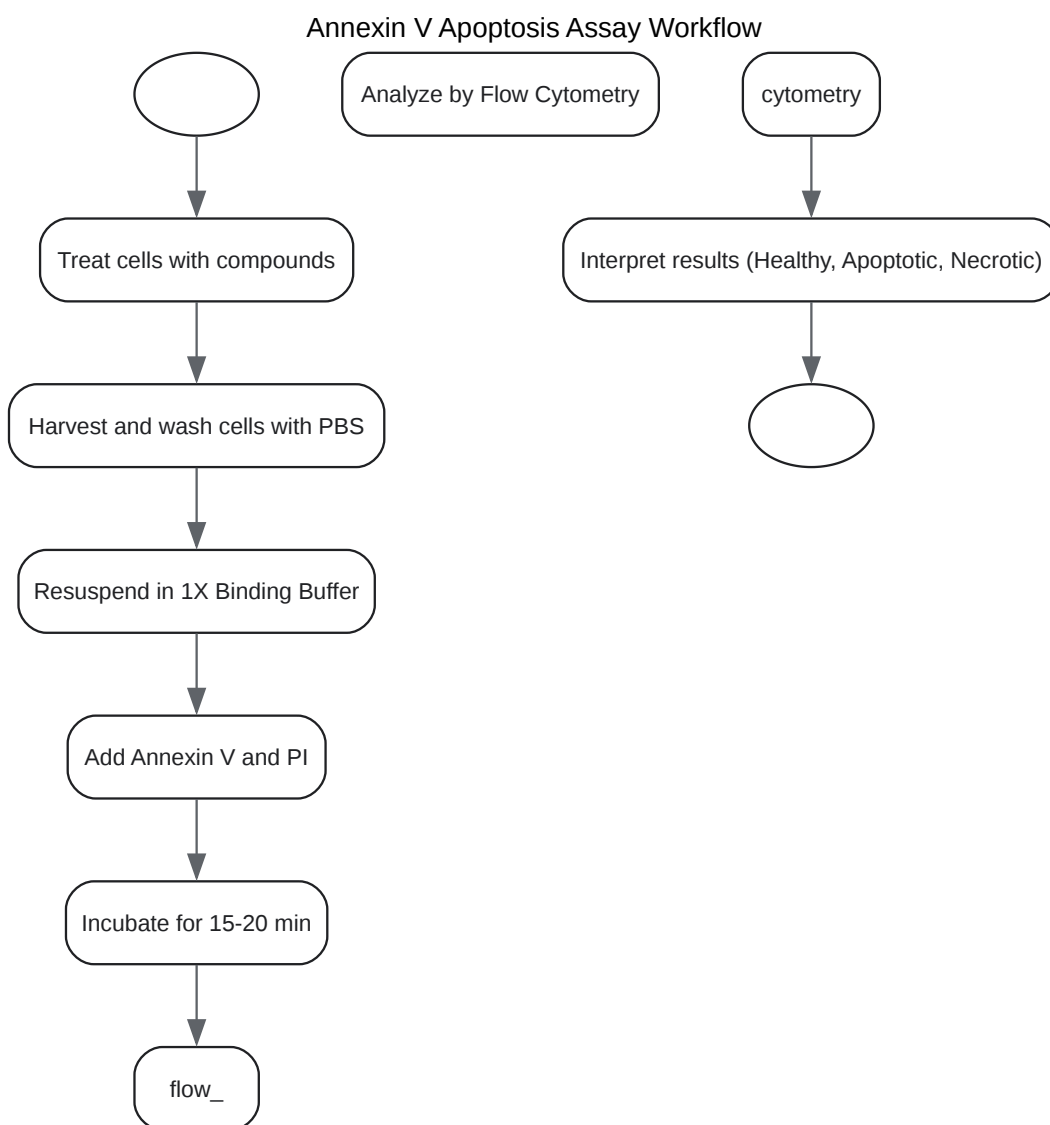 Annexin V Apoptosis Assay Workflow
Analyze by Flow Cytometry
cytometry
Treat cells with compounds
Interpret results (Healthy, Apoptotic, Necrotic)
Harvest and wash cells with PBS
Resuspend in 1X Binding Buffer
Add Annexin V and PI
Incubate for 15-20 min
flow_